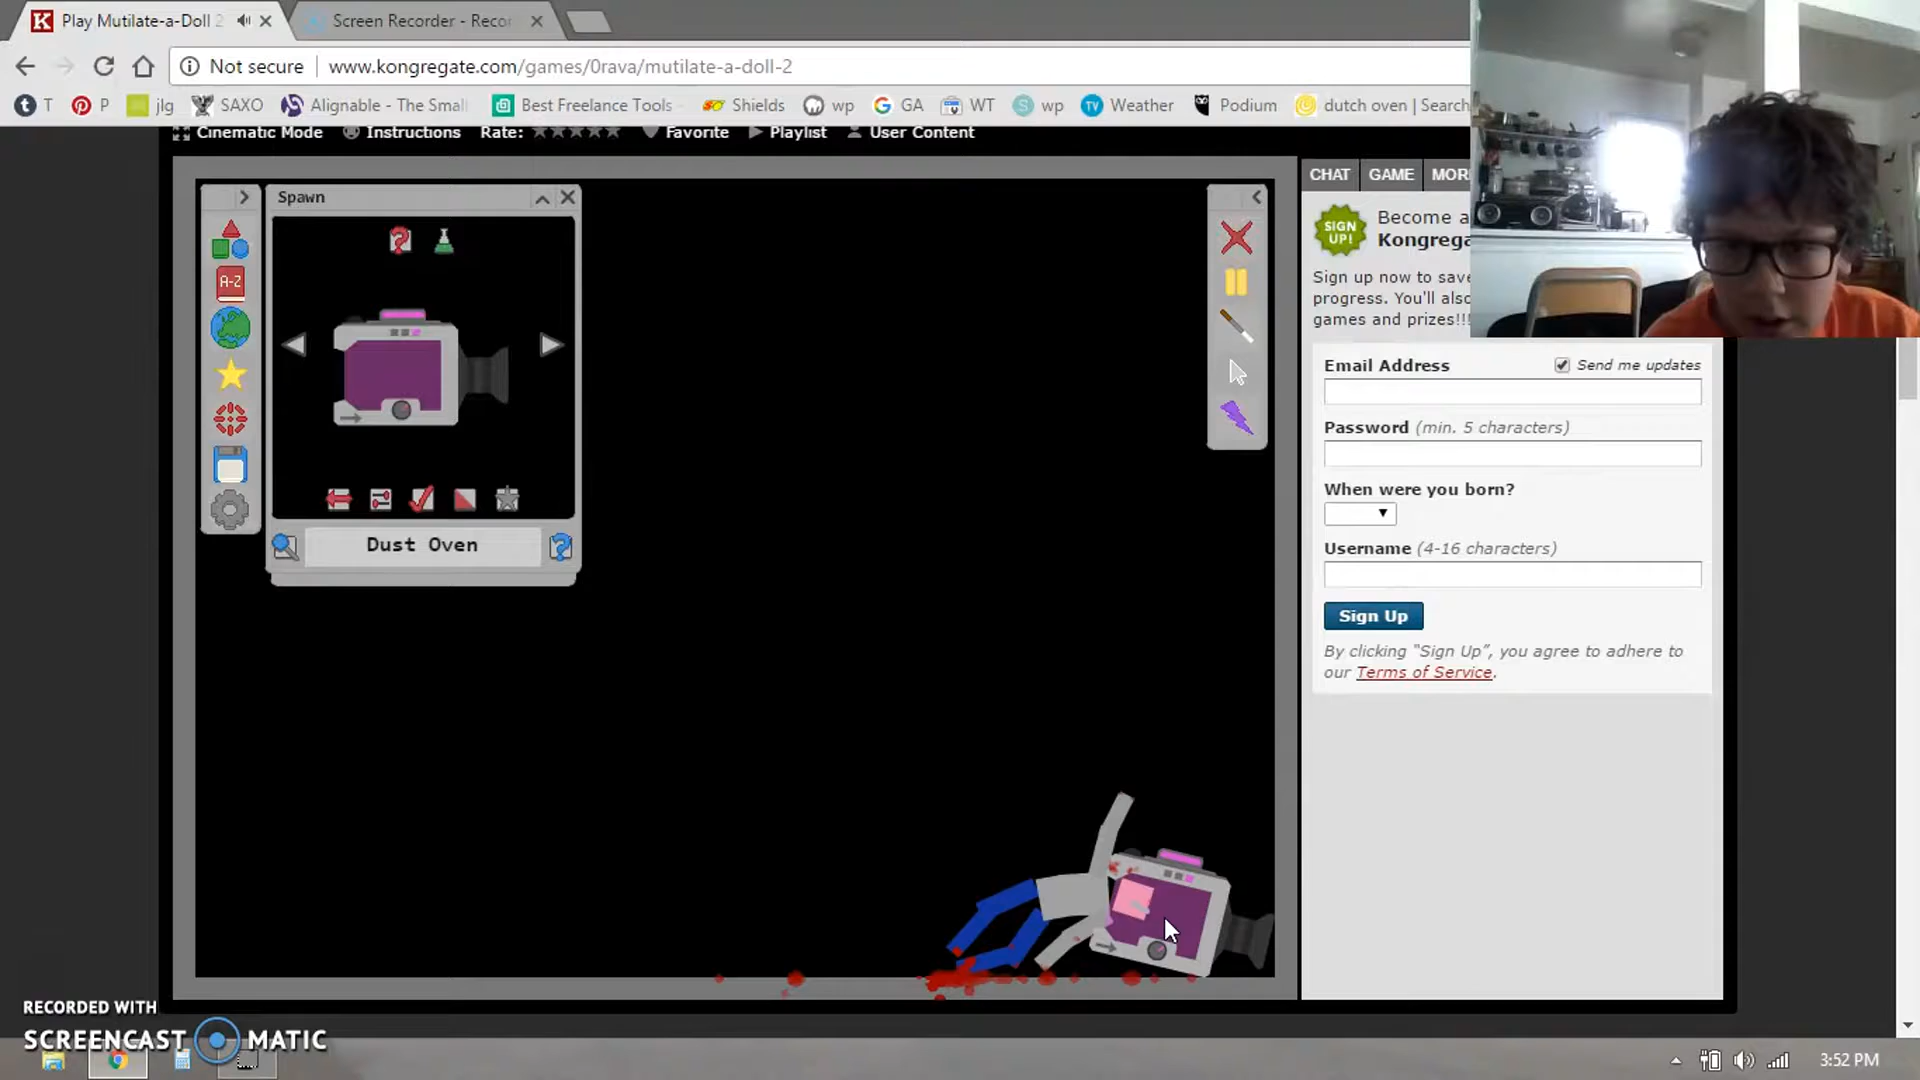 Play Mutilate-a-Doll 2
Screen Recorder - Recor
Not secure
www.kongregate.com/games/0rava/mutilate-a-doll-2
T
P
jlg
SAXO
Alignable - The Small
Best Freelance Tools
Shields
wp
GA
WT
wp
Weather
Podium
dutch oven | Search
Cinematic Mode
Instructions
Rate:
Favorite
Playlist
User Content
Spawn
A-Z
Dust Oven
CHAT
GAME
MOR
SIGN UP!
Become a
Kongrega
Sign up now to save
progress. You'll also
games and prizes!!!
Email Address
Send me updates
Password (min. 5 characters)
When were you born?
Username (4-16 characters)
Sign Up
By clicking “Sign Up”, you agree to adhere to
our Terms of Service.
RECORDED WITH
SCREENCAST MATIC
3:52 PM